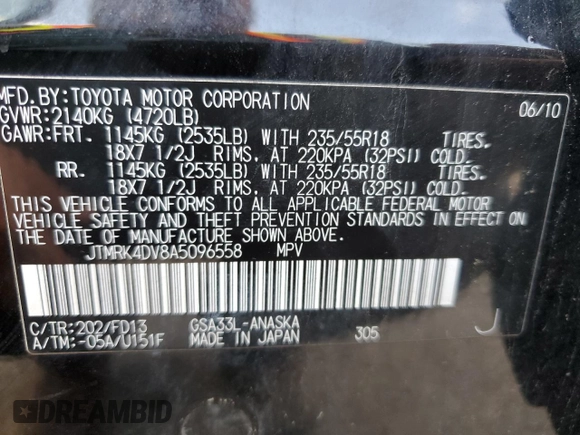 MFD.BY:TOYOTA MOTOR CORPORATION 06/10
GVWR:2140KG (4720LB)
GAWR:FRT. 1145KG (2535LB) WITH 235/55R18 TIRES.
18X7 1/2J RIMS, AT 220KPA (32PSI) COLD.
RR. 1145KG (2535LB) WITH 235/55R18 TIRES,
18X7 1/2J RIMS, AT 220KPA (32PSI) COLD.
THIS VEHICLE CONFORMS TO ALL APPLICABLE FEDERAL MOTOR
VEHICLE SAFETY AND THEFT PREVENTION STANDARDS IN EFFECT ON
THE DATE OF MANUFACTURE SHOWN ABOVE.
JTMRK4DV8A5096558 MPV
C/TR:202/FD13 GSA33L-ANASKA 305 J
A/TM:-05A/U151F MADE IN JAPAN
DREAMBID